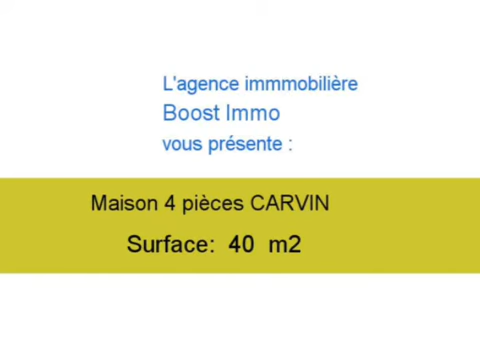 L'agence immmobilière
Boost Immo
vous présente :
Maison 4 pièces CARVIN
Surface: 40 m2